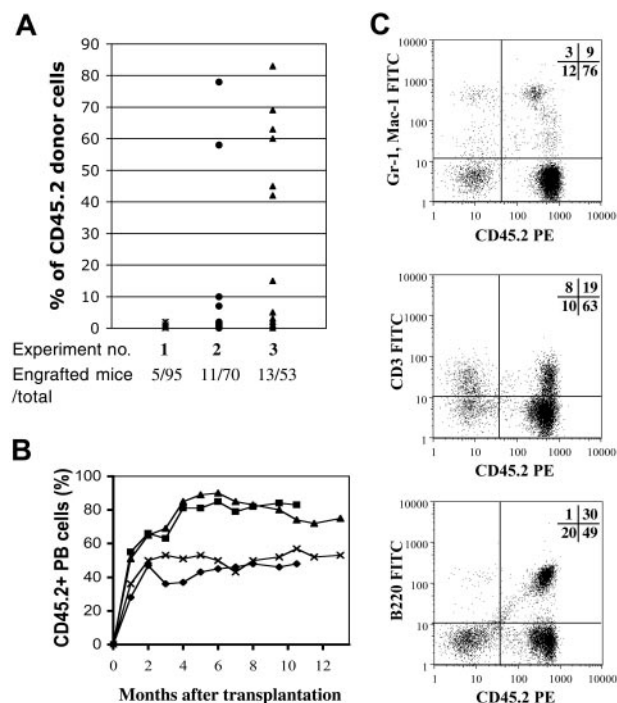 A
% of CD45.2 donor cells
90
80
70
60
50
40
30
20
10
0
Experiment no. 1 2 3
Engrafted mice 5/95 11/70 13/53
/total
B
CD45.2+ PB cells (%)
100
80
60
40
20
0
0 2 4 6 8 10 12
Months after transplantation
C
Gr-1, Mac-1 FITC
10000
1000
100
10
1
3 9
12 76
1 10 100 1000 10000
CD45.2 PE
CD3 FITC
10000
1000
100
10
1
8 19
10 63
1 10 100 1000 10000
CD45.2 PE
B220 FITC
10000
1000
100
10
1
1 30
20 49
1 10 100 1000 10000
CD45.2 PE